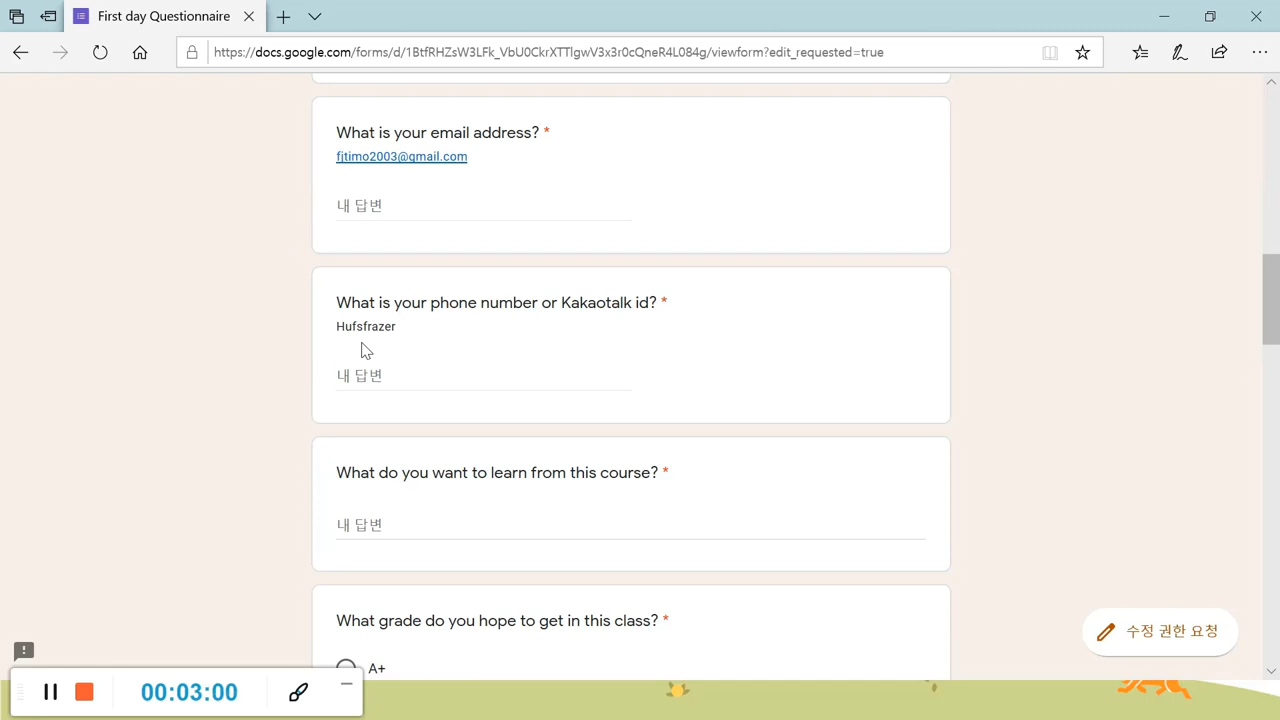 First day Questionnaire
https://docs.google.com/forms/d/1BtfRHZsW3LFk_VbU0CkrXTTlgwV3x3r0cQneR4L084g/viewform?edit_requested=true
What is your email address? *
fjtimo2003@gmail.com
내 답변
What is your phone number or Kakaotalk id? *
Hufsfrazer
내 답변
What do you want to learn from this course? *
내 답변
What grade do you hope to get in this class? *
A+
수정 권한 요청
00:03:00